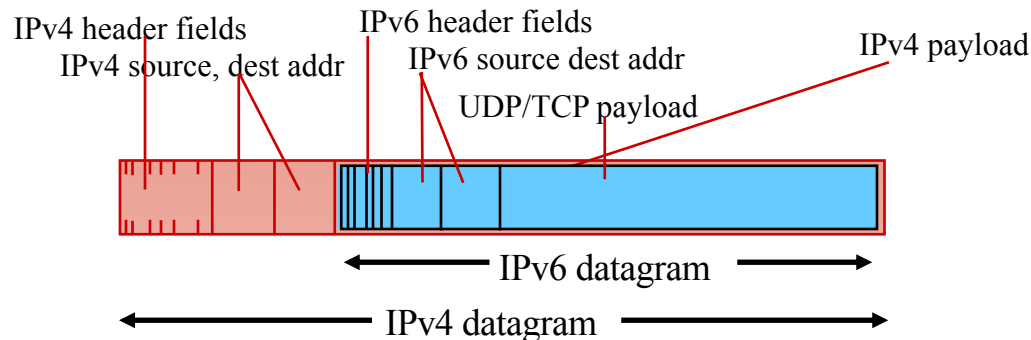 IPv4 header fields
IPv6 header fields
IPv4 payload
IPv4 source, dest addr
IPv6 source dest addr
UDP/TCP payload
IPv6 datagram
IPv4 datagram